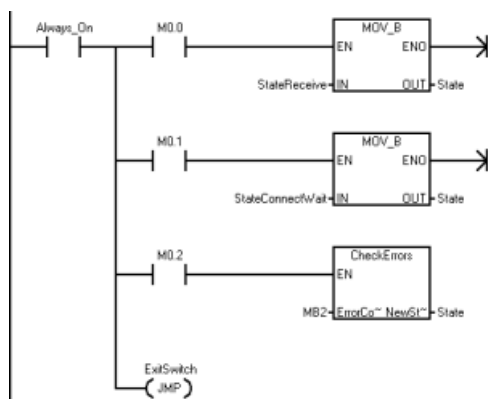 Always_On
M0.0
MOV_B
EN ENO
StateReceive IN OUT State
M0.1
MOV_B
EN ENO
StateConnectWait IN OUT State
M0.2
CheckErrors
EN
MB2 ErrorCo~ NewSt~ State
ExitSwitch
JMP